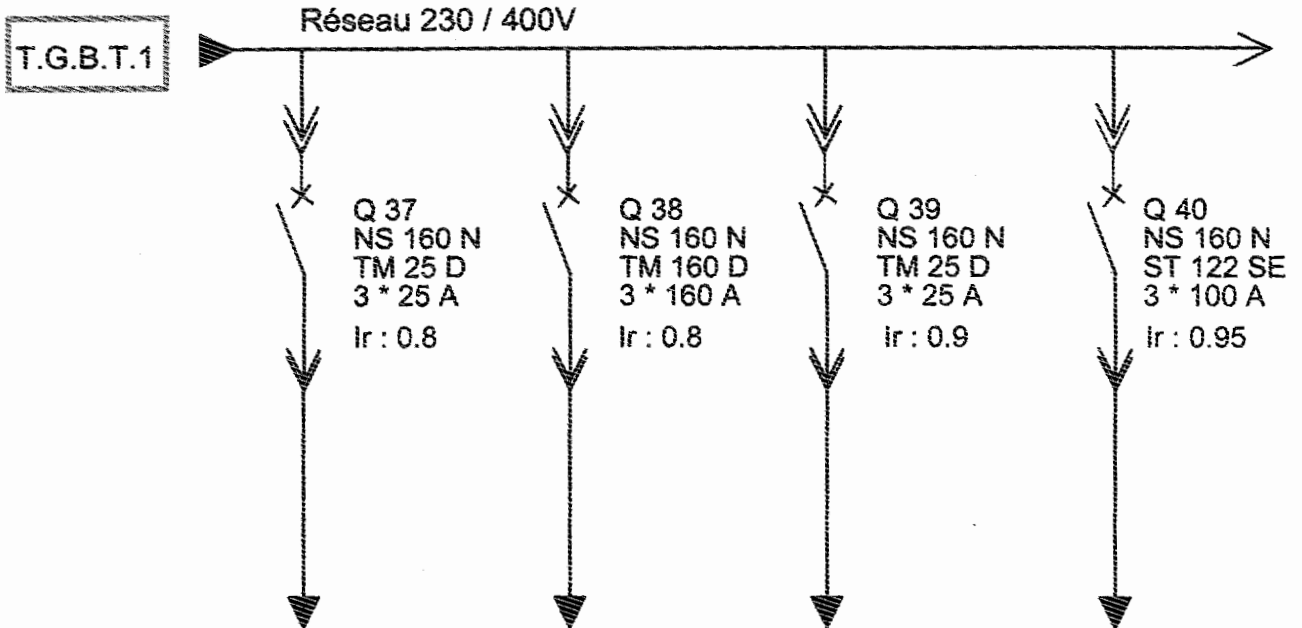 Réseau 230 / 400V
T.G.B.T.1
Q 37
NS 160 N
TM 25 D
3 * 25 A
Ir : 0.8
Q 38
NS 160 N
TM 160 D
3 * 160 A
Ir : 0.8
Q 39
NS 160 N
TM 25 D
3 * 25 A
Ir : 0.9
Q 40
NS 160 N
ST 122 SE
3 * 100 A
Ir : 0.95